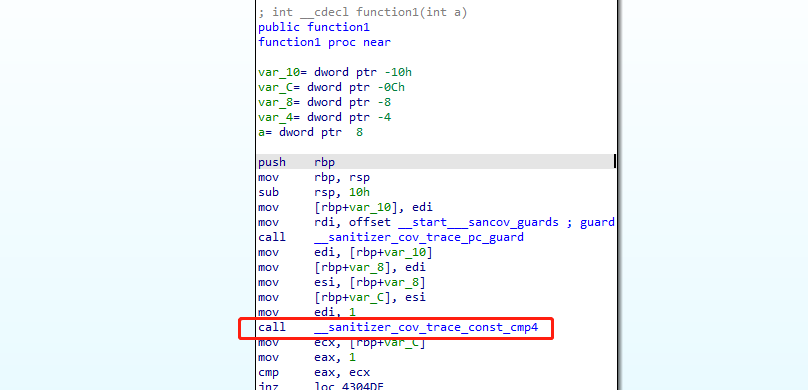 ; int __cdecl function1(int a)
public function1
function1 proc near
var_10= dword ptr -10h
var_C= dword ptr -0Ch
var_8= dword ptr -8
var_4= dword ptr -4
a= dword ptr  8
push    rbp
mov     rbp, rsp
sub     rsp, 10h
mov     [rbp+var_10], edi
mov     rdi, offset __start___sancov_guards ; guard
call    __sanitizer_cov_trace_pc_guard
mov     edi, [rbp+var_10]
mov     [rbp+var_8], edi
mov     esi, [rbp+var_8]
mov     [rbp+var_C], esi
mov     edi, 1
call    __sanitizer_cov_trace_const_cmp4
mov     ecx, [rbp+var_C]
mov     eax, 1
cmp     eax, ecx
jnz     loc_4304DF